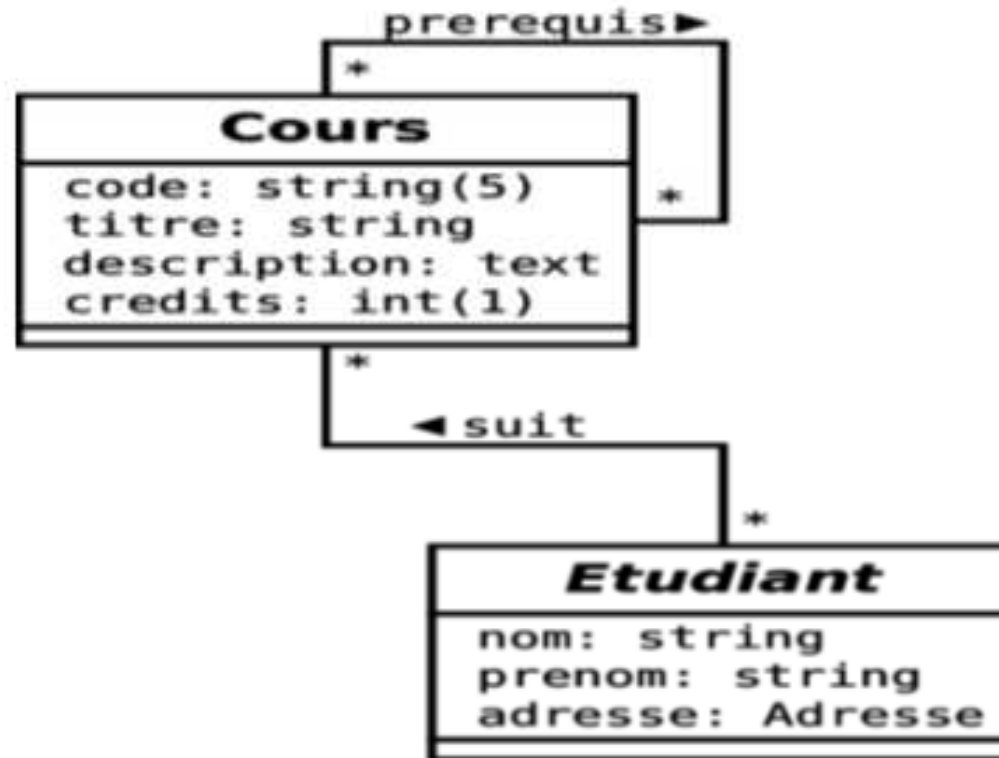 prerequis►
*
Cours
code: string(5)
titre: string
*
description: text
credits: int(1)
*
◄ suit
*
Etudiant
nom: string
prenom: string
adresse: Adresse